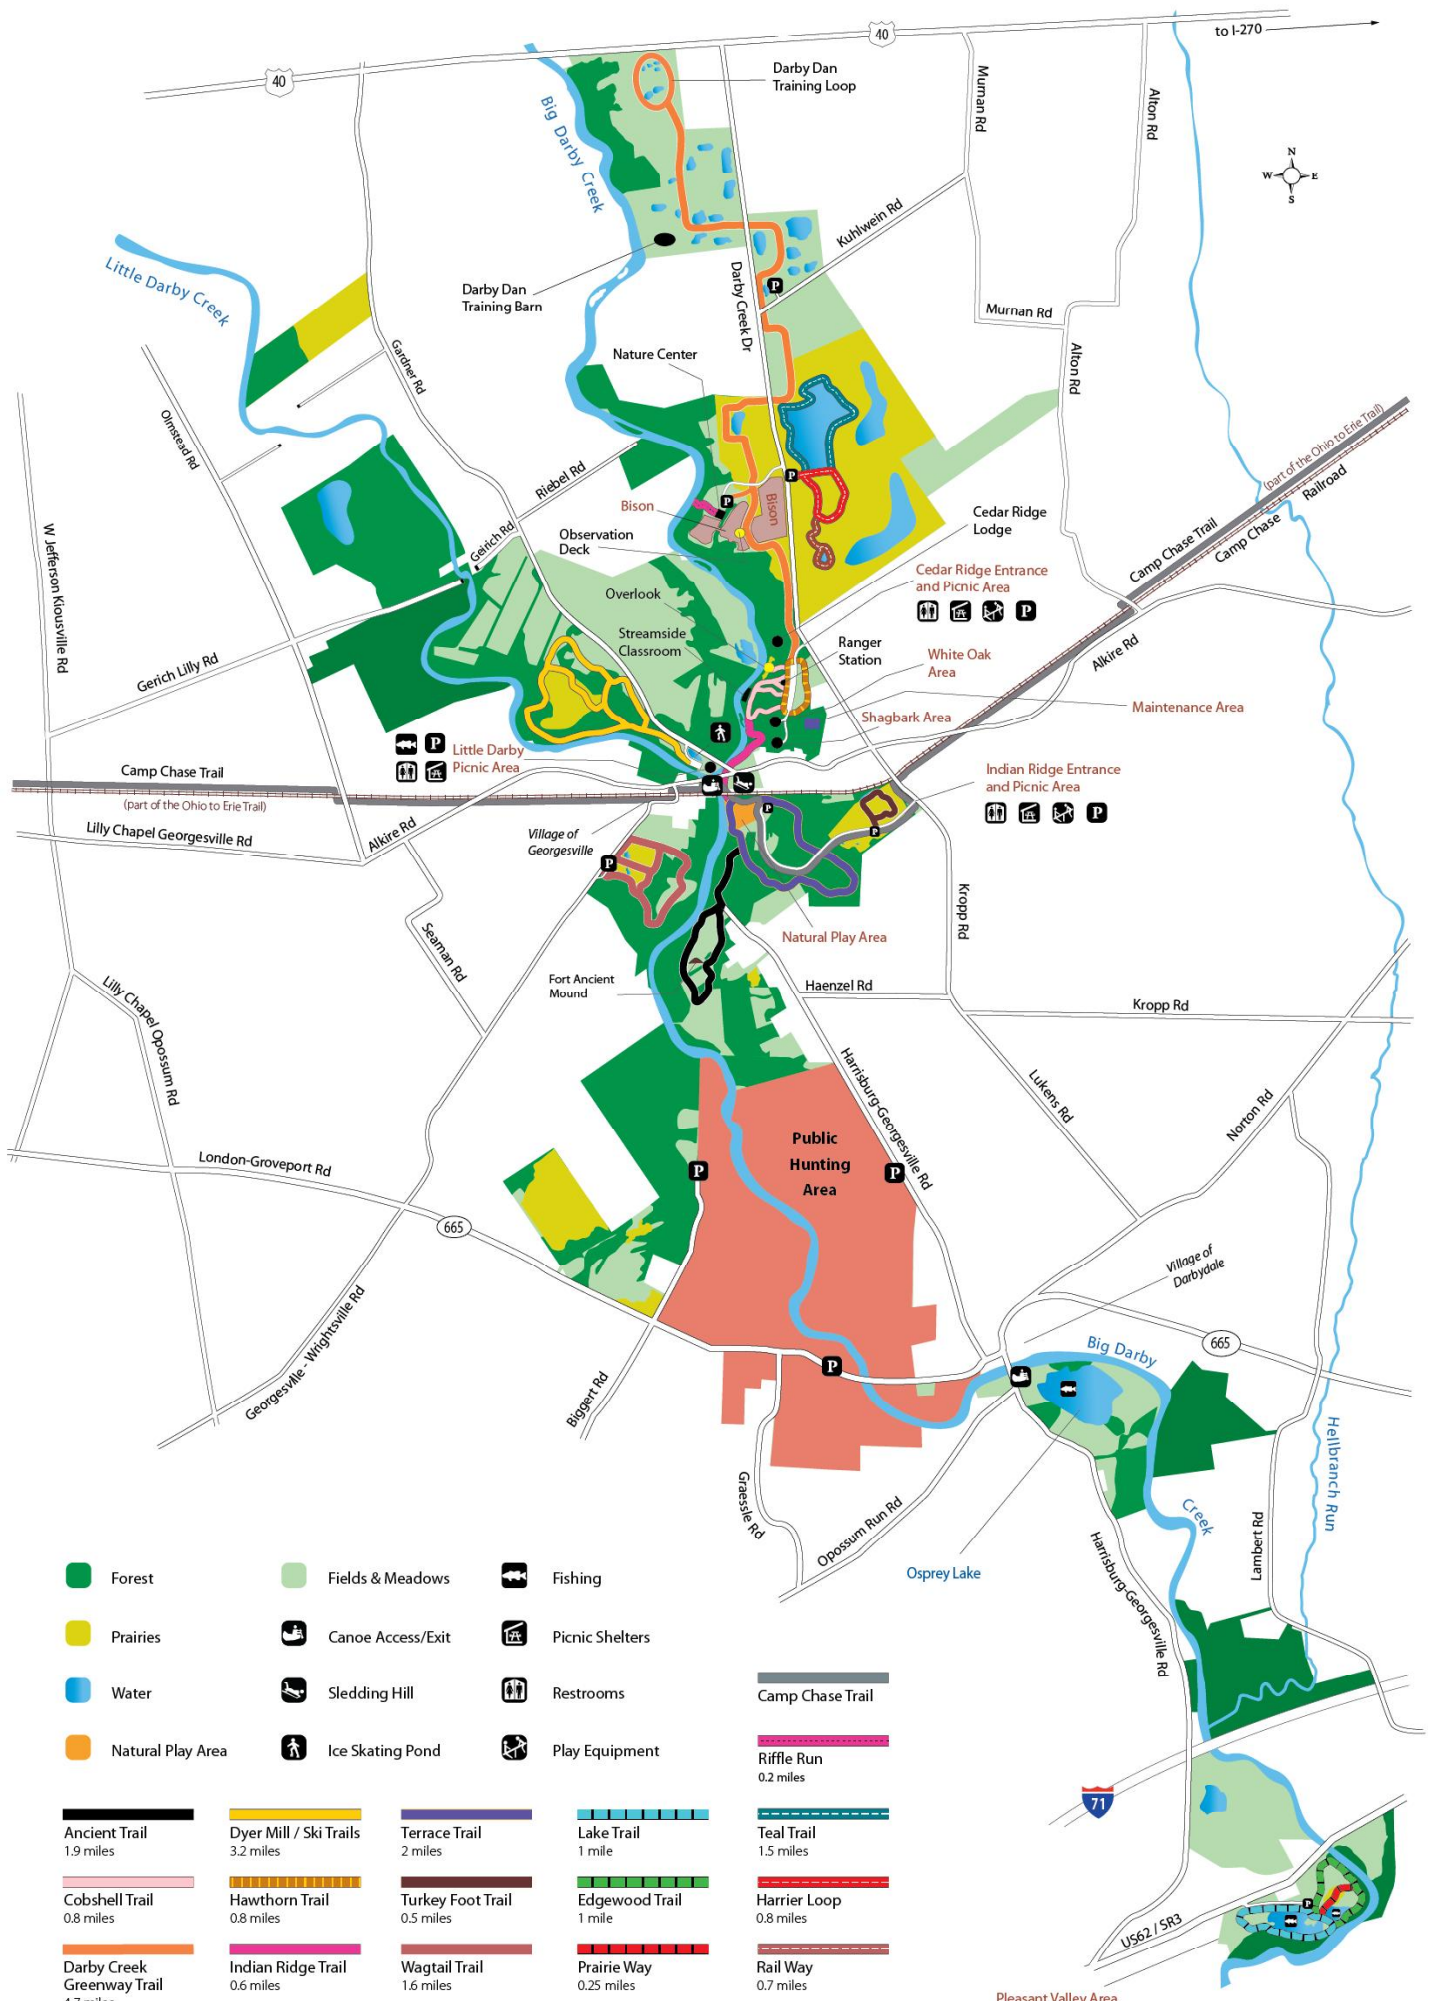 40
40
to I-270
Darby Dan
Training Loop
Murnan Rd
Alton Rd
Big Darby Creek
N
W
E
S
Kuhlwein Rd
Little Darby Creek
Darby Dan
Training Barn
P
Darby Creek Dr
Murnan Rd
Gardner Rd
Nature Center
Alton Rd
Olmstead Rd
(part of the Ohio to Erie Trail)
Railroad
Riebel Rd
P
P
Bison
Bison
Cedar Ridge
Lodge
Camp Chase Trail
Camp Chase
Gerich Rd
Observation
Deck
W Jefferson Kiousville Rd
Cedar Ridge Entrance
and Picnic Area
P
Overlook
Streamside
Classroom
Ranger
Station
White Oak
Area
Alkire Rd
Gerich Lilly Rd
Maintenance Area
Shagbark Area
P
Little Darby
Picnic Area
Indian Ridge Entrance
and Picnic Area
P
Camp Chase Trail
(part of the Ohio to Erie Trail)
Lilly Chapel Georgesville Rd
Alkire Rd
Village of
Georgesville
P
P
P
Kropp Rd
Seaman Rd
Natural Play Area
Fort Ancient
Mound
Haenzel Rd
Kropp Rd
Lilly Chapel Opossum Rd
Harrisburg-Georgesville Rd
Lukens Rd
Norton Rd
Public
Hunting
Area
P
P
London-Groveport Rd
665
Village of
Darbydale
Georgesville - Wrightsville Rd
Big Darby
665
P
Biggert Rd
Hellbranch Run
Graessle Rd
Opossum Run Rd
Creek
Lambert Rd
Osprey Lake
Harrisburg-Georgesville Rd
Forest
Fields & Meadows
Fishing
Prairies
Canoe Access/Exit
Picnic Shelters
Water
Sledding Hill
Restrooms
Camp Chase Trail
Natural Play Area
Ice Skating Pond
Play Equipment
Riffle Run
0.2 miles
71
Ancient Trail
1.9 miles
Dyer Mill / Ski Trails
3.2 miles
Terrace Trail
2 miles
Lake Trail
1 mile
Teal Trail
1.5 miles
Cobshell Trail
0.8 miles
Hawthorn Trail
0.8 miles
Turkey Foot Trail
0.5 miles
Edgewood Trail
1 mile
Harrier Loop
0.8 miles
P
US62 / SR3
Darby Creek
Greenway Trail
Indian Ridge Trail
0.6 miles
Wagtail Trail
1.6 miles
Prairie Way
0.25 miles
Rail Way
0.7 miles
Pleasant Valley Area